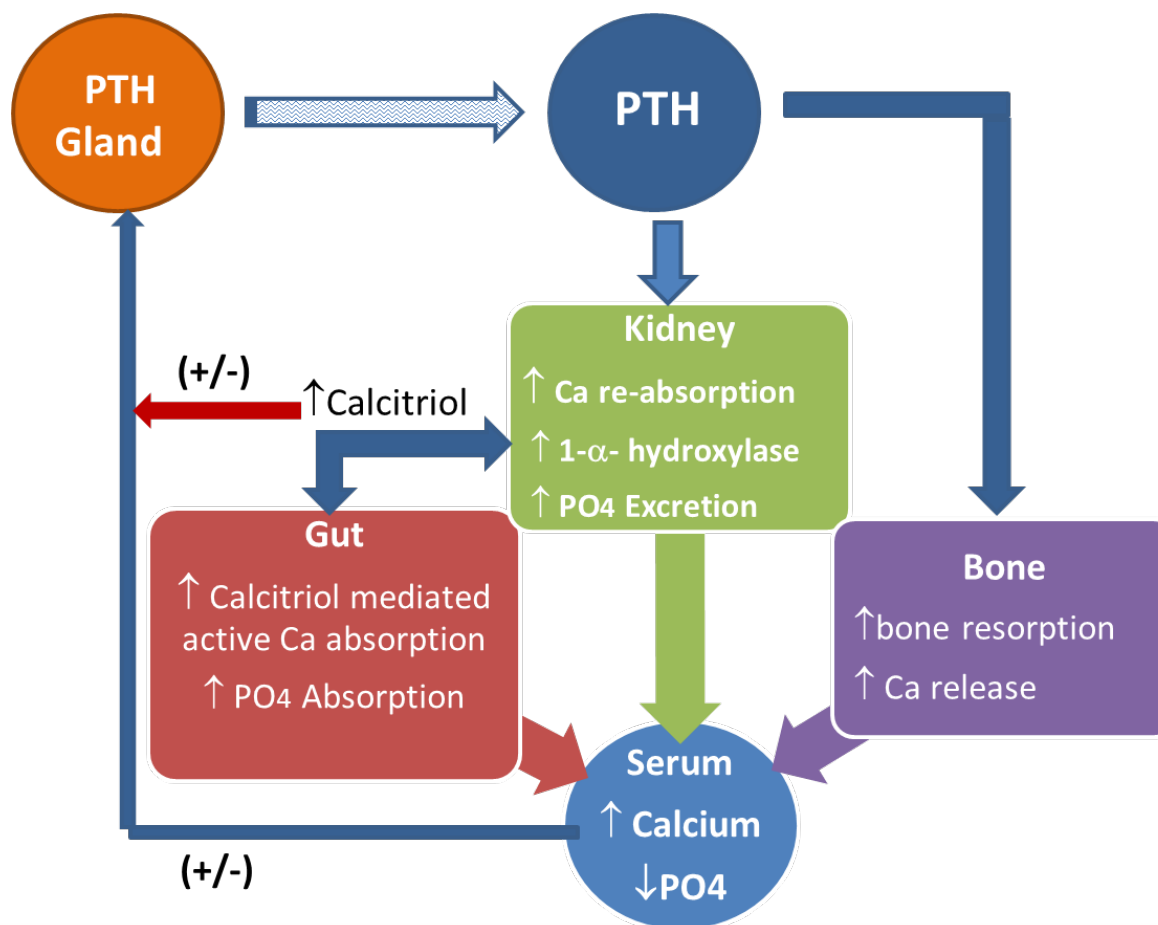 PTH
Gland
PTH
Kidney
↑ Ca re-absorption
↑ 1-α- hydroxylase
↑ PO4 Excretion
(+/-)
↑Calcitriol
Gut
↑ Calcitriol mediated
active Ca absorption
↑ PO4 Absorption
Bone
↑bone resorption
↑ Ca release
Serum
↑ Calcium
↓PO4
(+/-)